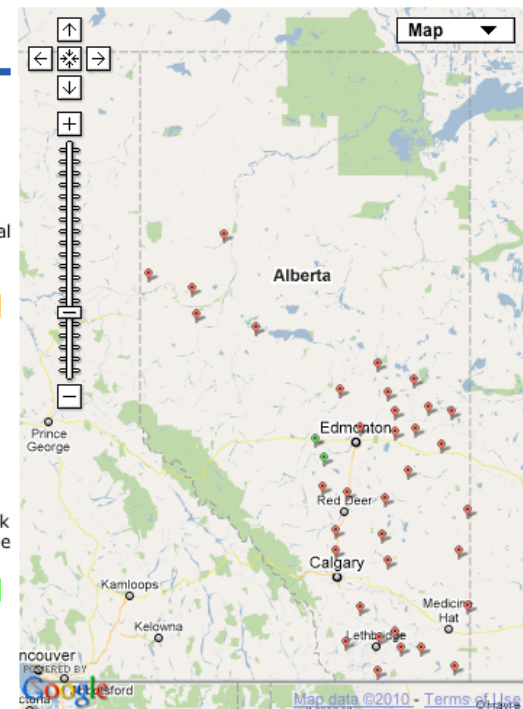 Map
al
Alberta
Prince
George
Edmonton
Red Deer
k
e
Calgary
Kamloops
Medicine
Hat
Kelowna
Lethbridge
ncouver
POWERED BY
Google
Map data ©2010 - Terms of Use